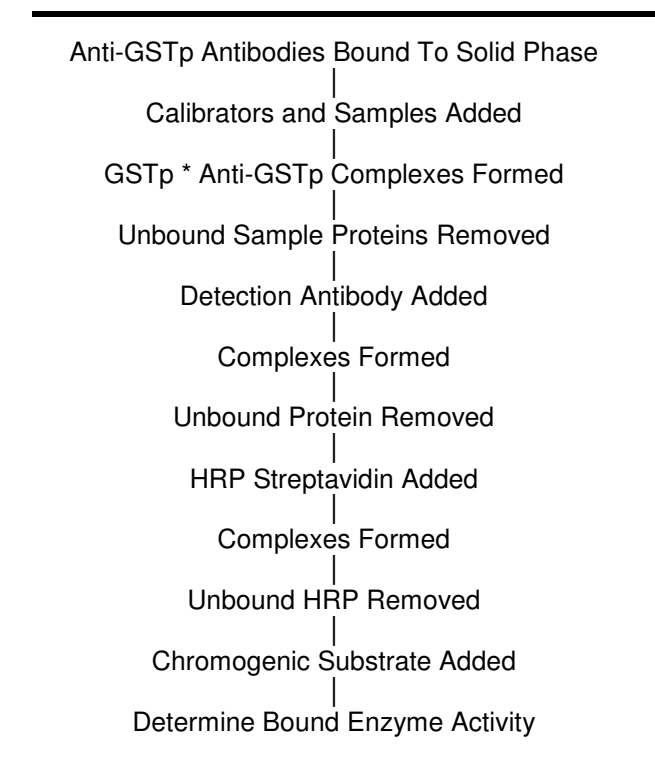 Anti-GSTp Antibodies Bound To Solid Phase
Calibrators and Samples Added
GSTp * Anti-GSTp Complexes Formed
Unbound Sample Proteins Removed
Detection Antibody Added
Complexes Formed
Unbound Protein Removed
HRP Streptavidin Added
Complexes Formed
Unbound HRP Removed
Chromogenic Substrate Added
Determine Bound Enzyme Activity